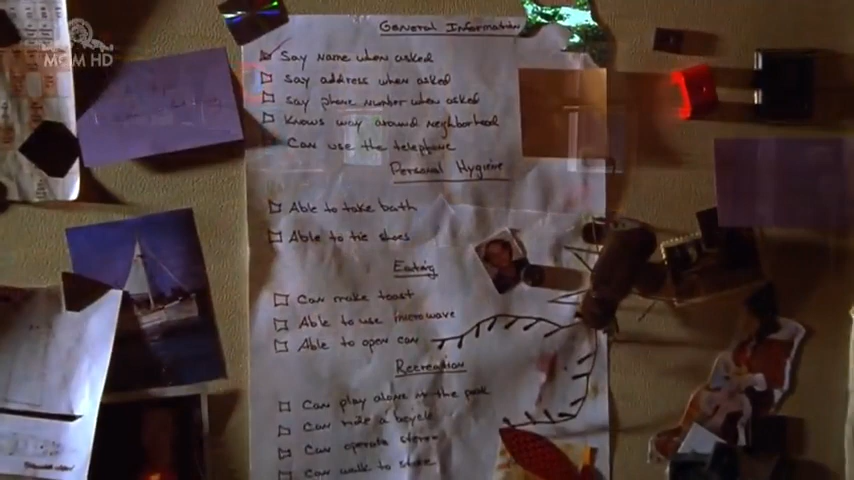 MGM HD
General Information
Say name when asked
Say address when asked
Say phone number when asked
Knows way around neighborhood
Can use the telephone
Personal Hygiene
Able to take bath
Able to tie shoes
Eating
Can make toast
Able to use microwave
Able to open can
Recreation
Can play alone in the park
Can ride a bicycle
Can operate stereo
Can walk to store